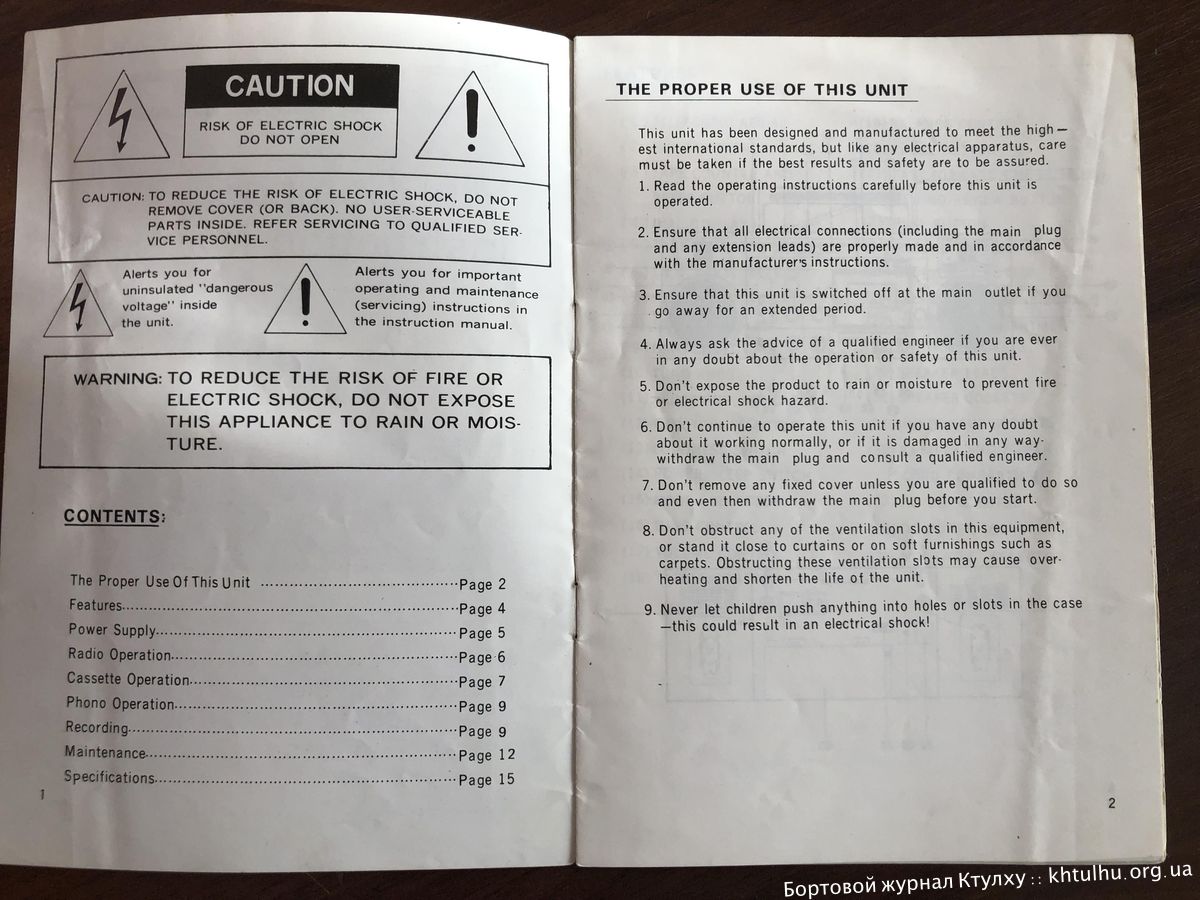 CAUTION
RISK OF ELECTRIC SHOCK
DO NOT OPEN
CAUTION: TO REDUCE THE RISK OF ELECTRIC SHOCK, DO NOT
REMOVE COVER (OR BACK). NO USER-SERVICEABLE
PARTS INSIDE. REFER SERVICING TO QUALIFIED SER-
VICE PERSONNEL.
Alerts you for
uninsulated "dangerous
voltage" inside
the unit.
Alerts you for important
operating and maintenance
(servicing) instructions in
the instruction manual.
WARNING: TO REDUCE THE RISK OF FIRE OR
ELECTRIC SHOCK, DO NOT EXPOSE
THIS APPLIANCE TO RAIN OR MOIS-
TURE.
CONTENTS:
The Proper Use Of This Unit ........ Page 2
Features........ Page 4
Power Supply........ Page 5
Radio Operation........ Page 6
Cassette Operation........ Page 7
Phono Operation........ Page 9
Recording........ Page 9
Maintenance........ Page 12
Specifications........ Page 15
1
THE PROPER USE OF THIS UNIT
This unit has been designed and manufactured to meet the high—
est international standards, but like any electrical apparatus, care
must be taken if the best results and safety are to be assured.
1. Read the operating instructions carefully before this unit is
operated.
2. Ensure that all electrical connections (including the main plug
and any extension leads) are properly made and in accordance
with the manufacturer's instructions.
3. Ensure that this unit is switched off at the main outlet if you
go away for an extended period.
4. Always ask the advice of a qualified engineer if you are ever
in any doubt about the operation or safety of this unit.
5. Don't expose the product to rain or moisture to prevent fire
or electrical shock hazard.
6. Don't continue to operate this unit if you have any doubt
about it working normally, or if it is damaged in any way-
withdraw the main plug and consult a qualified engineer.
7. Don't remove any fixed cover unless you are qualified to do so
and even then withdraw the main plug before you start.
8. Don't obstruct any of the ventilation slots in this equipment,
or stand it close to curtains or on soft furnishings such as
carpets. Obstructing these ventilation slots may cause over-
heating and shorten the life of the unit.
9. Never let children push anything into holes or slots in the case
—this could result in an electrical shock!
2
Бортовой журнал Ктулху :: khtulhu.org.ua